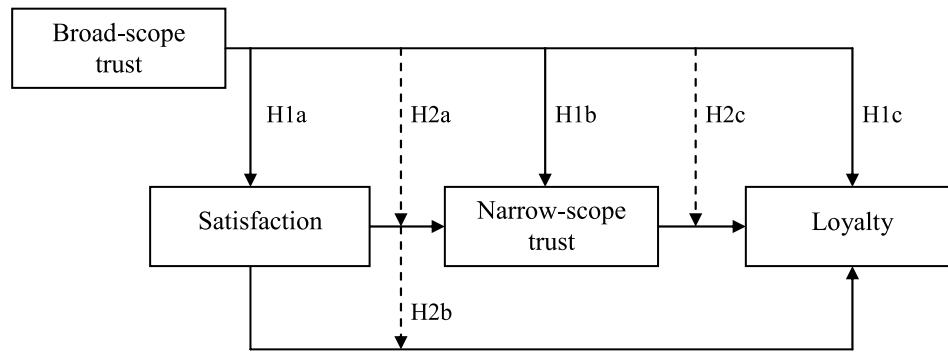 Broad-scope
trust
H1a
H2a
H1b
H2c
H1c
Satisfaction
Narrow-scope
trust
Loyalty
H2b